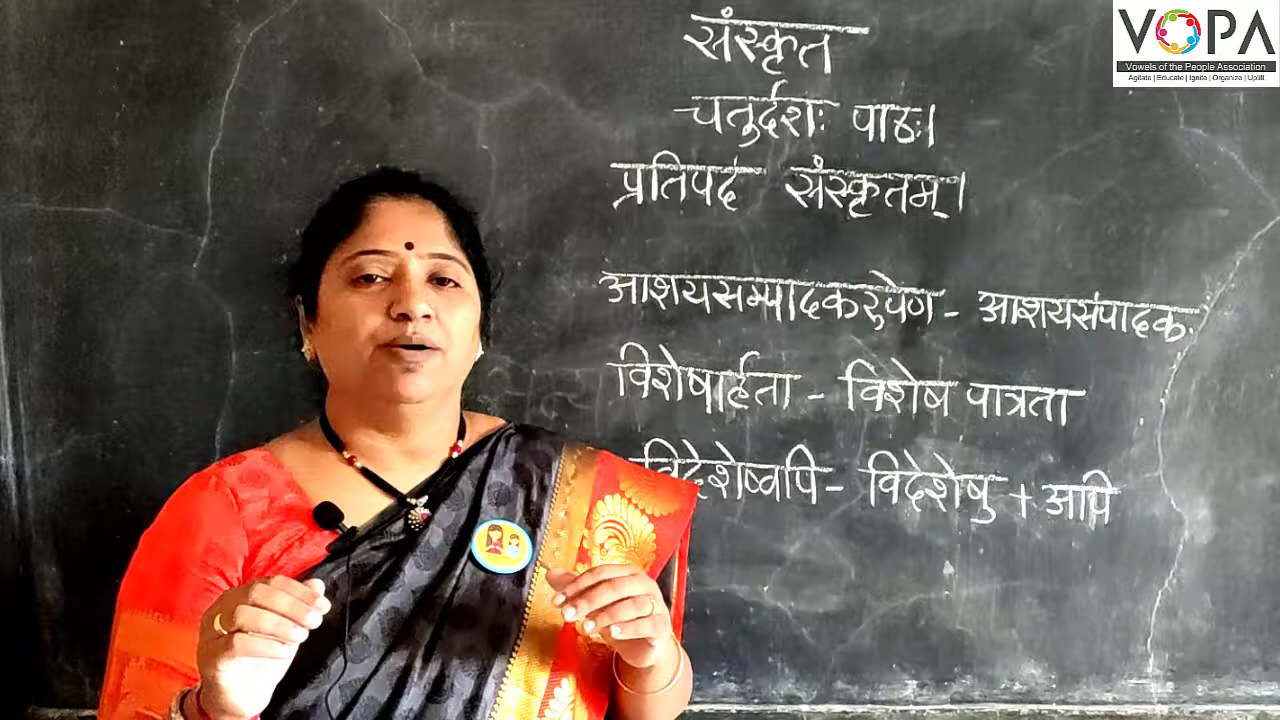 संस्कृत
चतुर्दशः पाठः।
प्रतिपदं संस्कृतम्।
आशयसम्पादकरुपेण - आशयसंपादक.
विशेषार्हता - विशेष पात्रता
विदेशेष्वपि - विदेशेषु + अपि
VOPA
Vowels of the People Association
Agitate | Educate | Ignite | Organize | Uplift